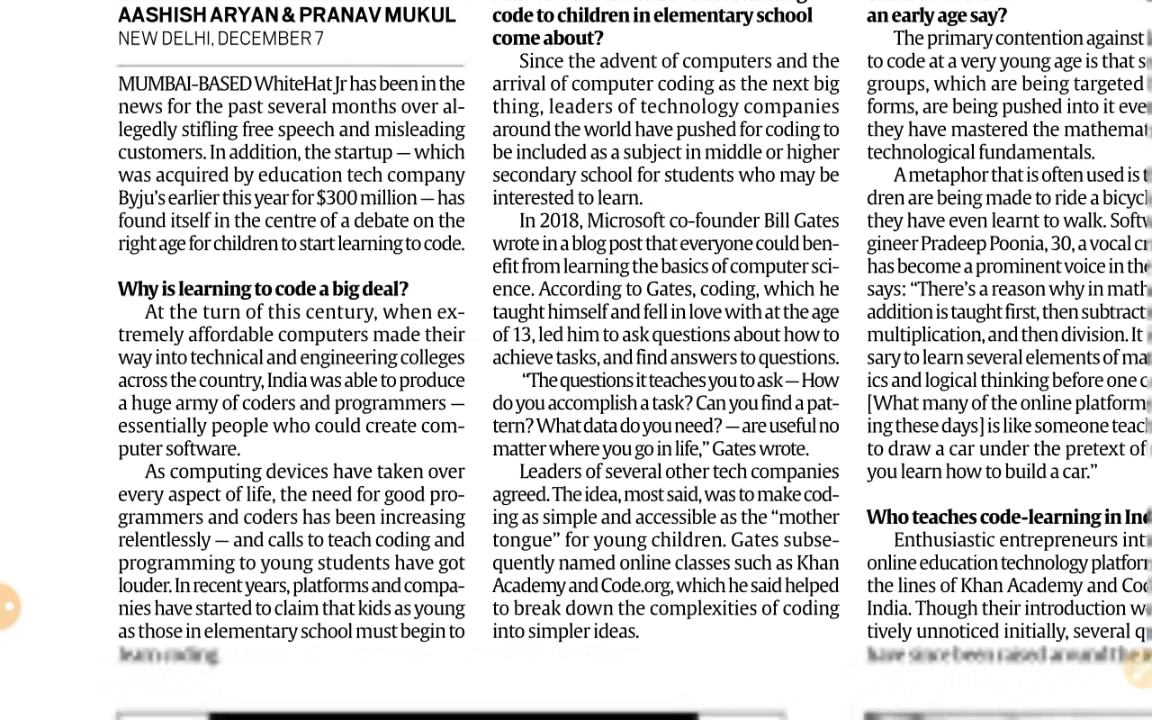 AASHISH ARYAN & PRANAV MUKUL
NEW DELHI, DECEMBER 7
MUMBAI-BASED WhiteHat Jr has been in the
news for the past several months over al-
legedly stifling free speech and misleading
customers. In addition, the startup — which
was acquired by education tech company
Byju's earlier this year for $300 million — has
found itself in the centre of a debate on the
right age for children to start learning to code.
Why is learning to code a big deal?
At the turn of this century, when ex-
tremely affordable computers made their
way into technical and engineering colleges
across the country, India was able to produce
a huge army of coders and programmers —
essentially people who could create com-
puter software.
As computing devices have taken over
every aspect of life, the need for good pro-
grammers and coders has been increasing
relentlessly — and calls to teach coding and
programming to young students have got
louder. In recent years, platforms and compa-
nies have started to claim that kids as young
as those in elementary school must begin to
learn coding.
code to children in elementary school
come about?
Since the advent of computers and the
arrival of computer coding as the next big
thing, leaders of technology companies
around the world have pushed for coding to
be included as a subject in middle or higher
secondary school for students who may be
interested to learn.
In 2018, Microsoft co-founder Bill Gates
wrote in a blog post that everyone could ben-
efit from learning the basics of computer sci-
ence. According to Gates, coding, which he
taught himself and fell in love with at the age
of 13, led him to ask questions about how to
achieve tasks, and find answers to questions.
“The questions it teaches you to ask — How
do you accomplish a task? Can you find a pat-
tern? What data do you need? — are useful no
matter where you go in life,” Gates wrote.
Leaders of several other tech companies
agreed. The idea, most said, was to make cod-
ing as simple and accessible as the “mother
tongue” for young children. Gates subse-
quently named online classes such as Khan
Academy and Code.org, which he said helped
to break down the complexities of coding
into simpler ideas.
an early age say?
The primary contention against
to code at a very young age is that s
groups, which are being targeted
forms, are being pushed into it eve
they have mastered the mathemat
technological fundamentals.
A metaphor that is often used is t
dren are being made to ride a bicycl
they have even learnt to walk. Softw
gineer Pradeep Poonia, 30, a vocal cr
has become a prominent voice in the
says: “There's a reason why in math
addition is taught first, then subtract
multiplication, and then division. It
sary to learn several elements of ma
ics and logical thinking before one c
[What many of the online platform
ing these days] is like someone teac
to draw a car under the pretext of
you learn how to build a car.”
Who teaches code-learning in Ind
Enthusiastic entrepreneurs int
online education technology platfor
the lines of Khan Academy and Cod
India. Though their introduction w
tively unnoticed initially, several q
have since been raised around the